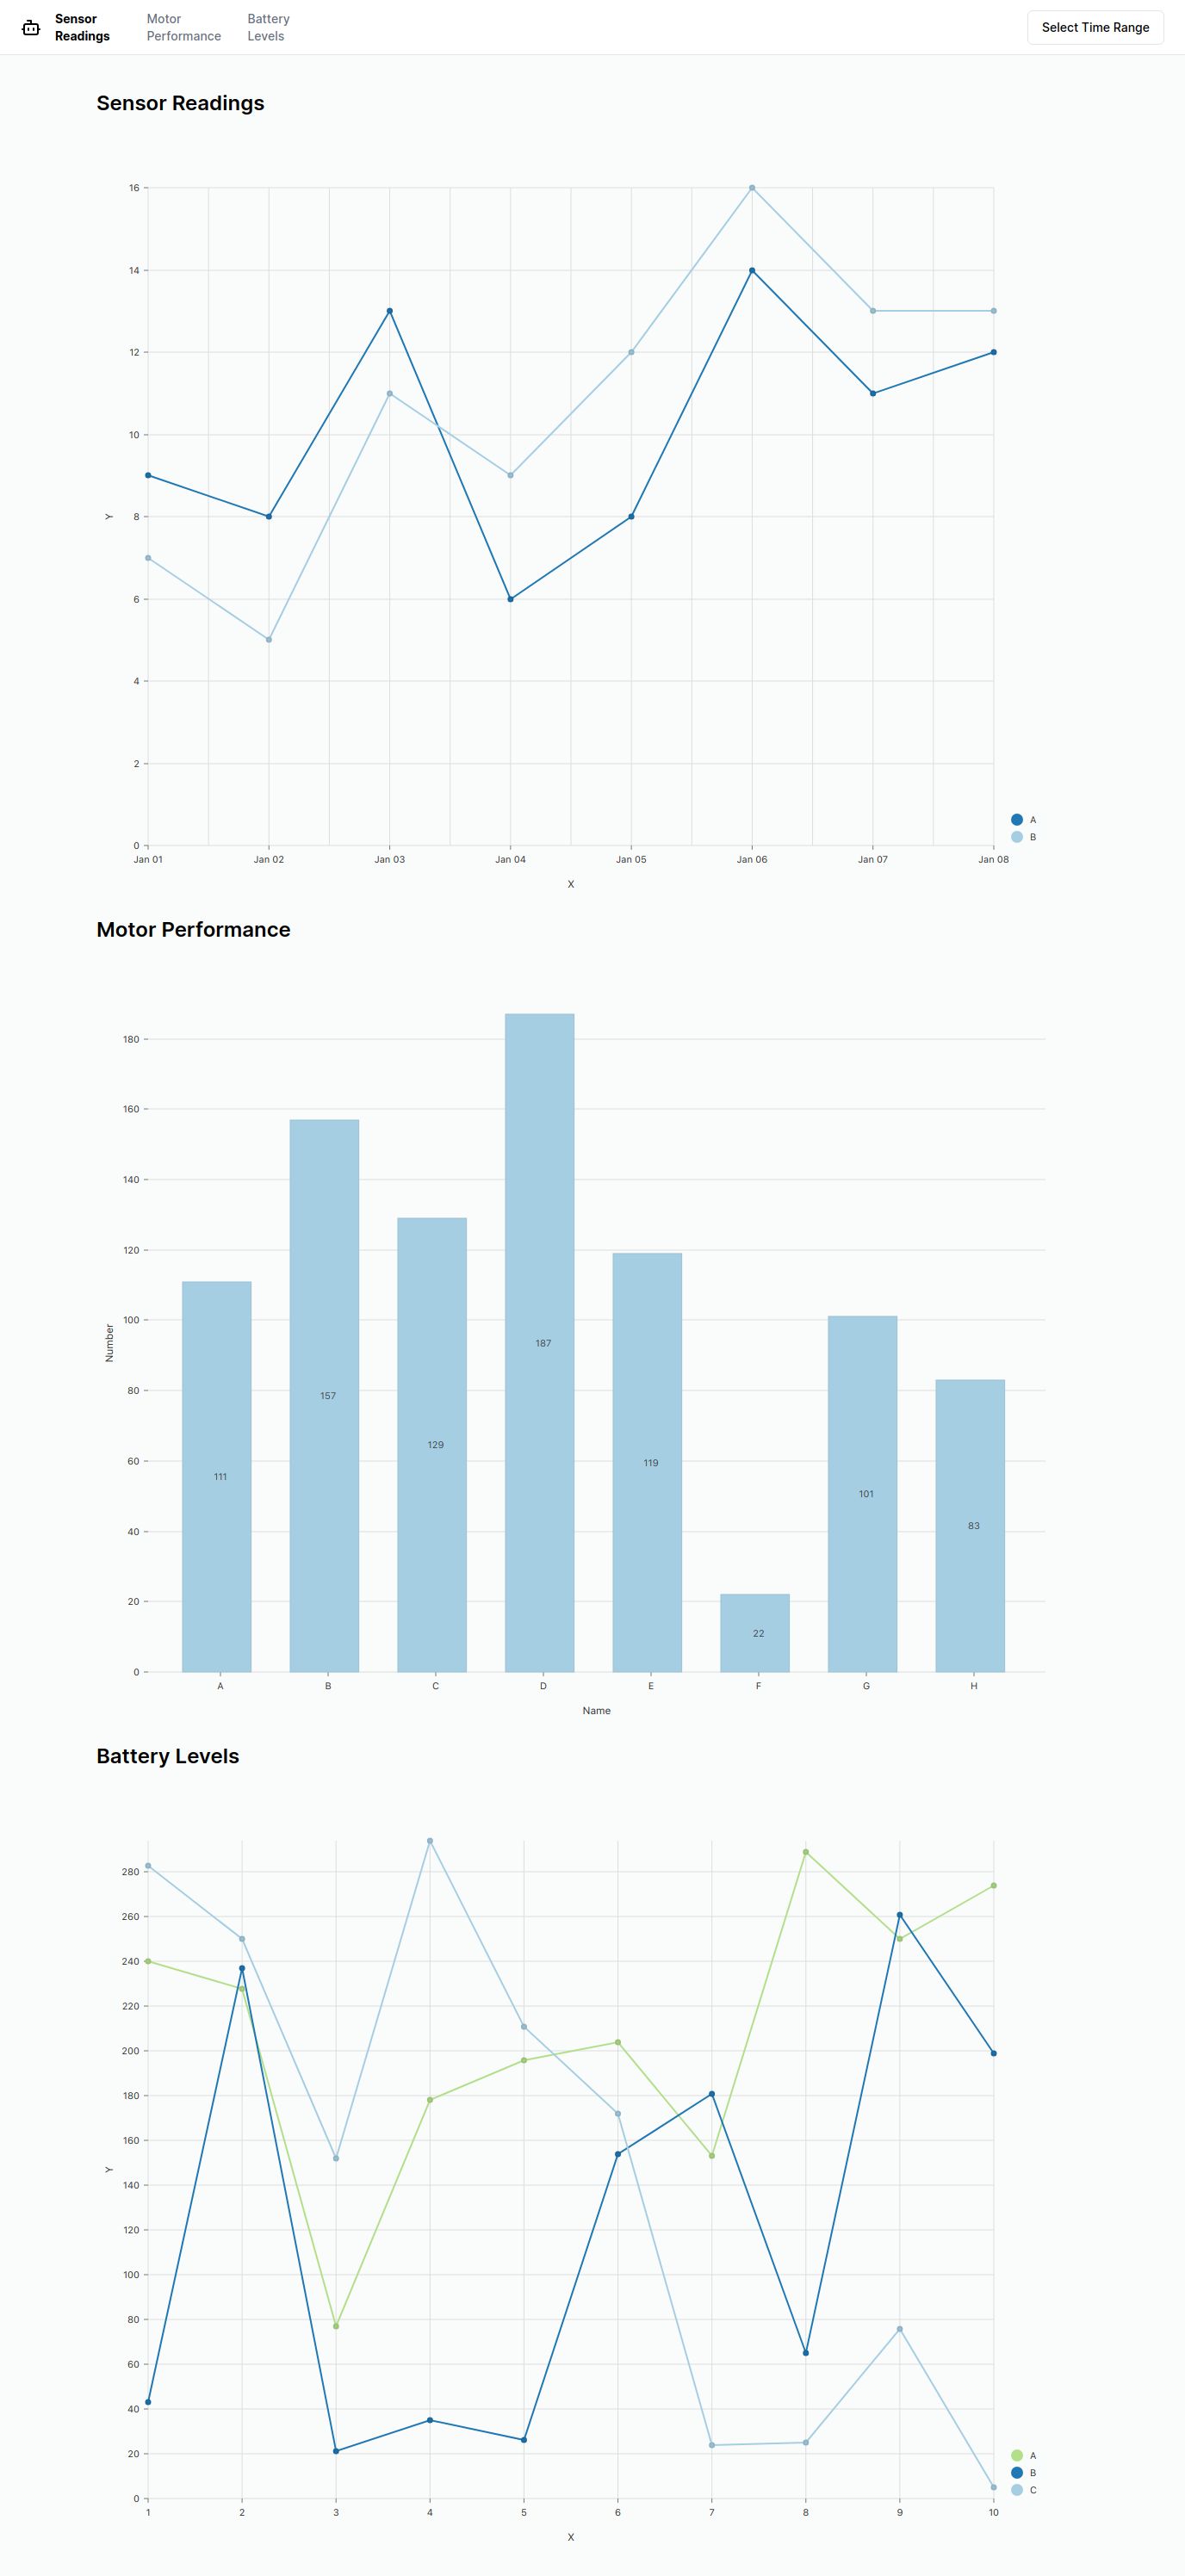 Sensor
Readings
Motor
Performance
Battery
Levels
Select Time Range
Sensor Readings
16
14
12
10
8
6
4
2
0
Y
Jan 01 Jan 02 Jan 03 Jan 04 Jan 05 Jan 06 Jan 07 Jan 08
X
A
B
Motor Performance
180
160
140
120
100
80
60
40
20
0
Number
111 157 129 187 119 22 101 83
A B C D E F G H
Name
Battery Levels
280
260
240
220
200
180
160
140
120
100
80
60
40
20
0
Y
1 2 3 4 5 6 7 8 9 10
X
A
B
C